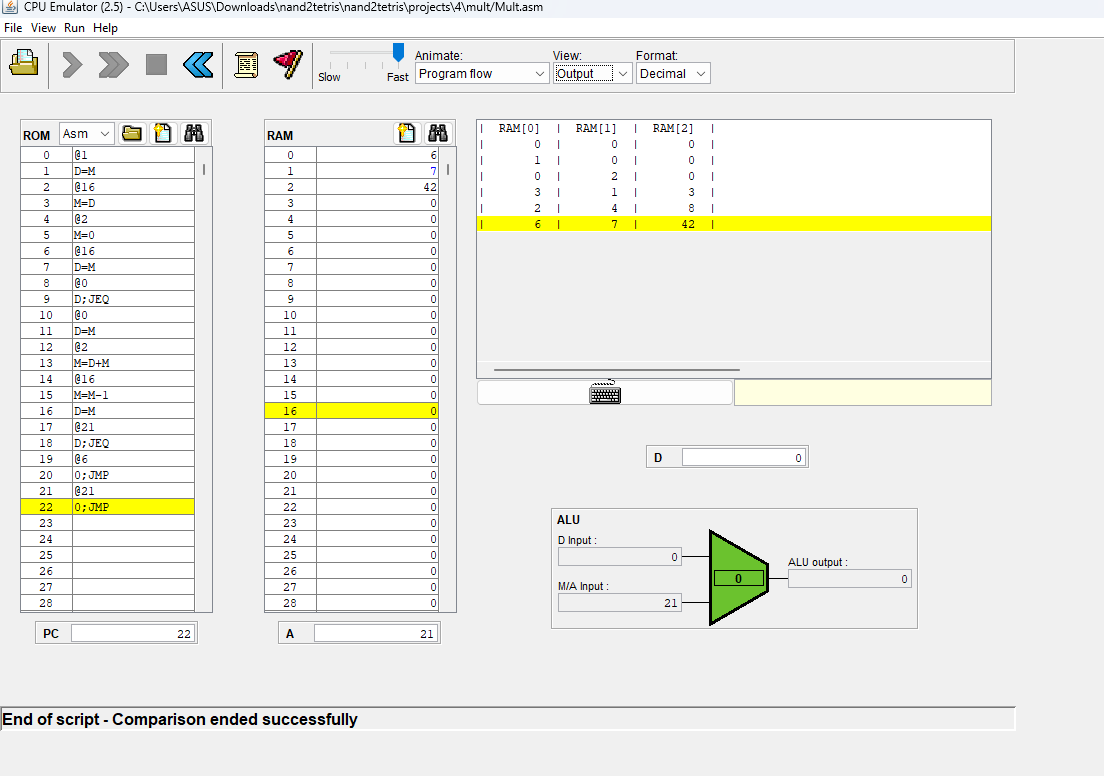 CPU Emulator (2.5) - C:\Users\ASUS\Downloads\nand2tetris\nand2tetris\projects\4\mult/Mult.asm
File View Run Help
Slow Fast
Animate: View: Format:
Program flow Output Decimal
ROM Asm
0 @1
1 D=M
2 @16
3 M=D
4 @2
5 M=0
6 @16
7 D=M
8 @0
9 D;JEQ
10 @0
11 D=M
12 @2
13 M=D+M
14 @16
15 M=M-1
16 D=M
17 @21
18 D;JEQ
19 @6
20 0;JMP
21 @21
22 0;JMP
23
24
25
26
27
28
PC 22
RAM
0 6
1 7
2 42
3 0
4 0
5 0
6 0
7 0
8 0
9 0
10 0
11 0
12 0
13 0
14 0
15 0
16 0
17 0
18 0
19 0
20 0
21 0
22 0
23 0
24 0
25 0
26 0
27 0
28 0
A 21
| RAM[0] | RAM[1] | RAM[2] |
| 0 | 0 | 0 |
| 1 | 0 | 0 |
| 0 | 2 | 0 |
| 3 | 1 | 3 |
| 2 | 4 | 8 |
| 6 | 7 | 42 |
D 0
ALU
D Input :
0
M/A Input :
21
0
ALU output :
0
End of script - Comparison ended successfully